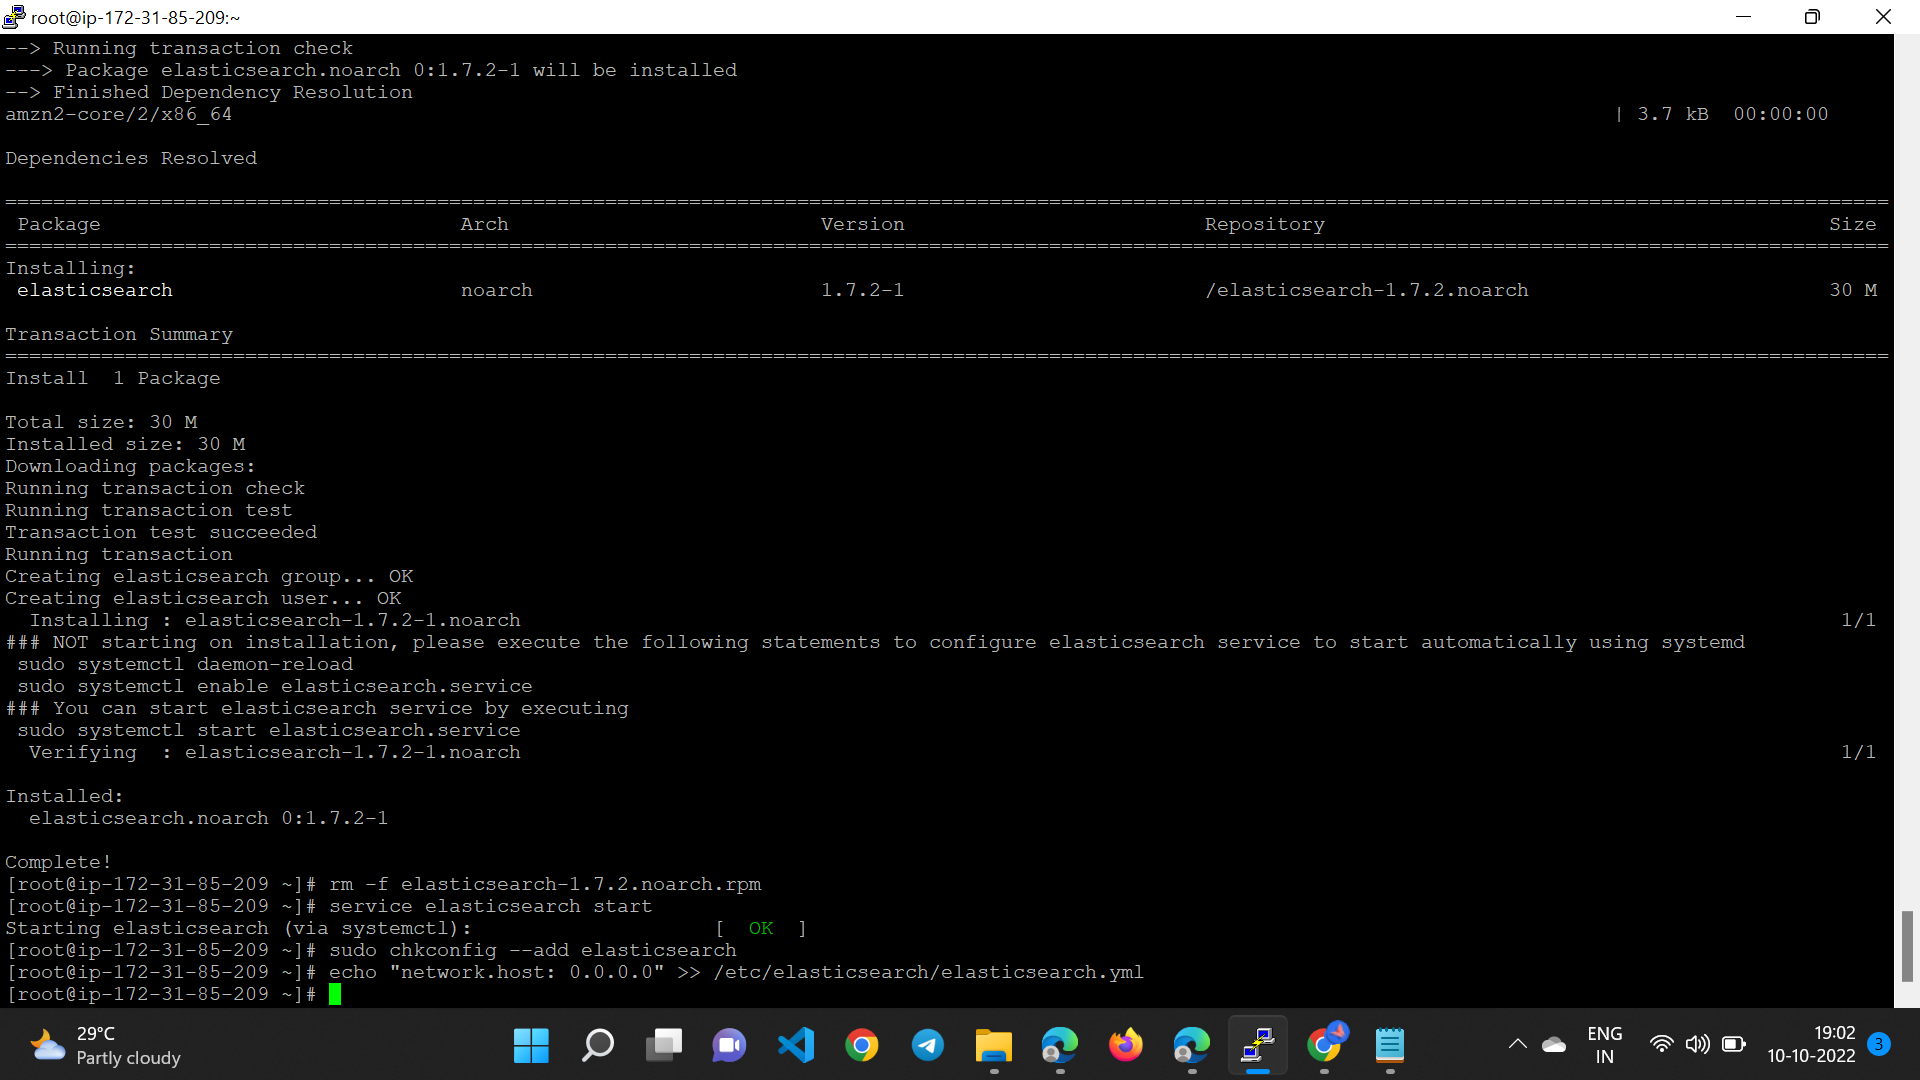 root@ip-172-31-85-209:~
--> Running transaction check
---> Package elasticsearch.noarch 0:1.7.2-1 will be installed
--> Finished Dependency Resolution
amzn2-core/2/x86_64 | 3.7 kB 00:00:00
Dependencies Resolved
================================================================================
Package Arch Version Repository Size
================================================================================
Installing:
elasticsearch noarch 1.7.2-1 /elasticsearch-1.7.2.noarch 30 M
Transaction Summary
================================================================================
Install 1 Package
Total size: 30 M
Installed size: 30 M
Downloading packages:
Running transaction check
Running transaction test
Transaction test succeeded
Running transaction
Creating elasticsearch group... OK
Creating elasticsearch user... OK
Installing : elasticsearch-1.7.2-1.noarch 1/1
### NOT starting on installation, please execute the following statements to configure elasticsearch service to start automatically using systemd
sudo systemctl daemon-reload
sudo systemctl enable elasticsearch.service
### You can start elasticsearch service by executing
sudo systemctl start elasticsearch.service
Verifying : elasticsearch-1.7.2-1.noarch 1/1
Installed:
elasticsearch.noarch 0:1.7.2-1
Complete!
[root@ip-172-31-85-209 ~]# rm -f elasticsearch-1.7.2.noarch.rpm
[root@ip-172-31-85-209 ~]# service elasticsearch start
Starting elasticsearch (via systemctl): [ OK ]
[root@ip-172-31-85-209 ~]# sudo chkconfig --add elasticsearch
[root@ip-172-31-85-209 ~]# echo "network.host: 0.0.0.0" >> /etc/elasticsearch/elasticsearch.yml
[root@ip-172-31-85-209 ~]#
29°C
Partly cloudy
ENG
IN
19:02
10-10-2022
3